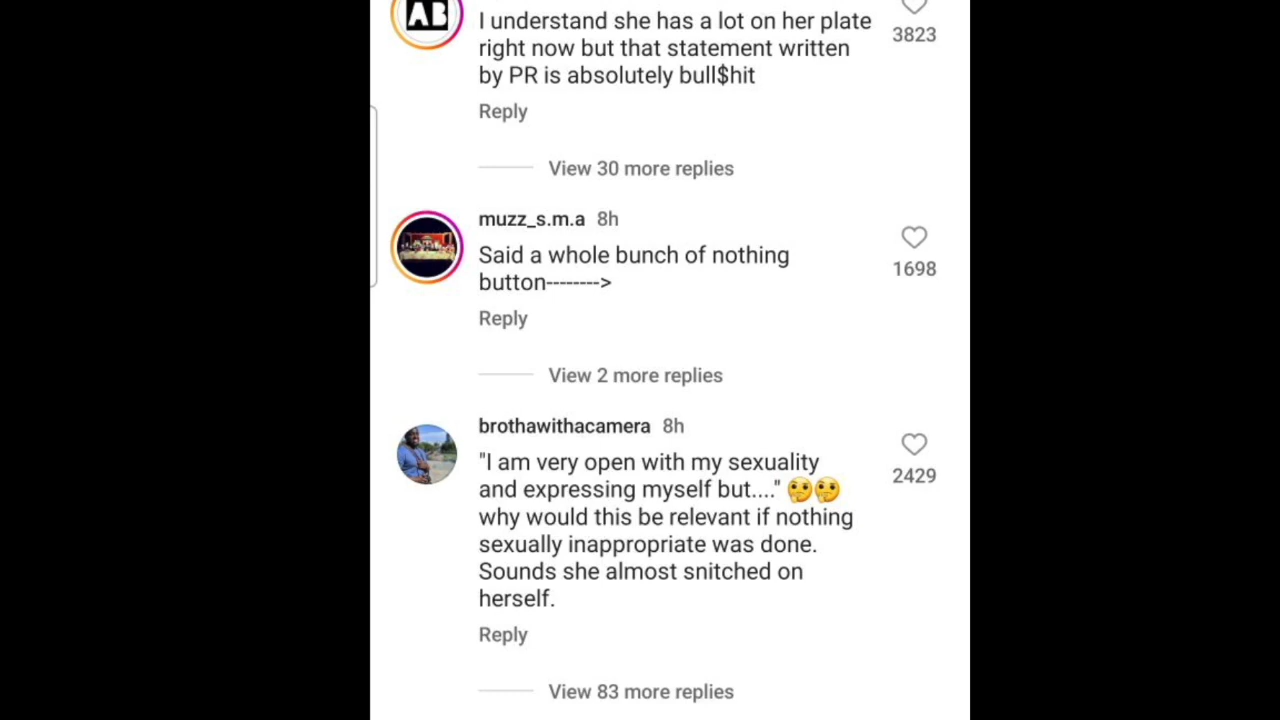 AB
I understand she has a lot on her plate
3823
right now but that statement written
by PR is absolutely bull$hit
Reply
View 30 more replies
muzz_s.m.a 8h
Said a whole bunch of nothing
1698
button-------->
Reply
View 2 more replies
brothawithacamera 8h
"I am very open with my sexuality
2429
and expressing myself but...." 🤔🤔
why would this be relevant if nothing
sexually inappropriate was done.
Sounds she almost snitched on
herself.
Reply
View 83 more replies